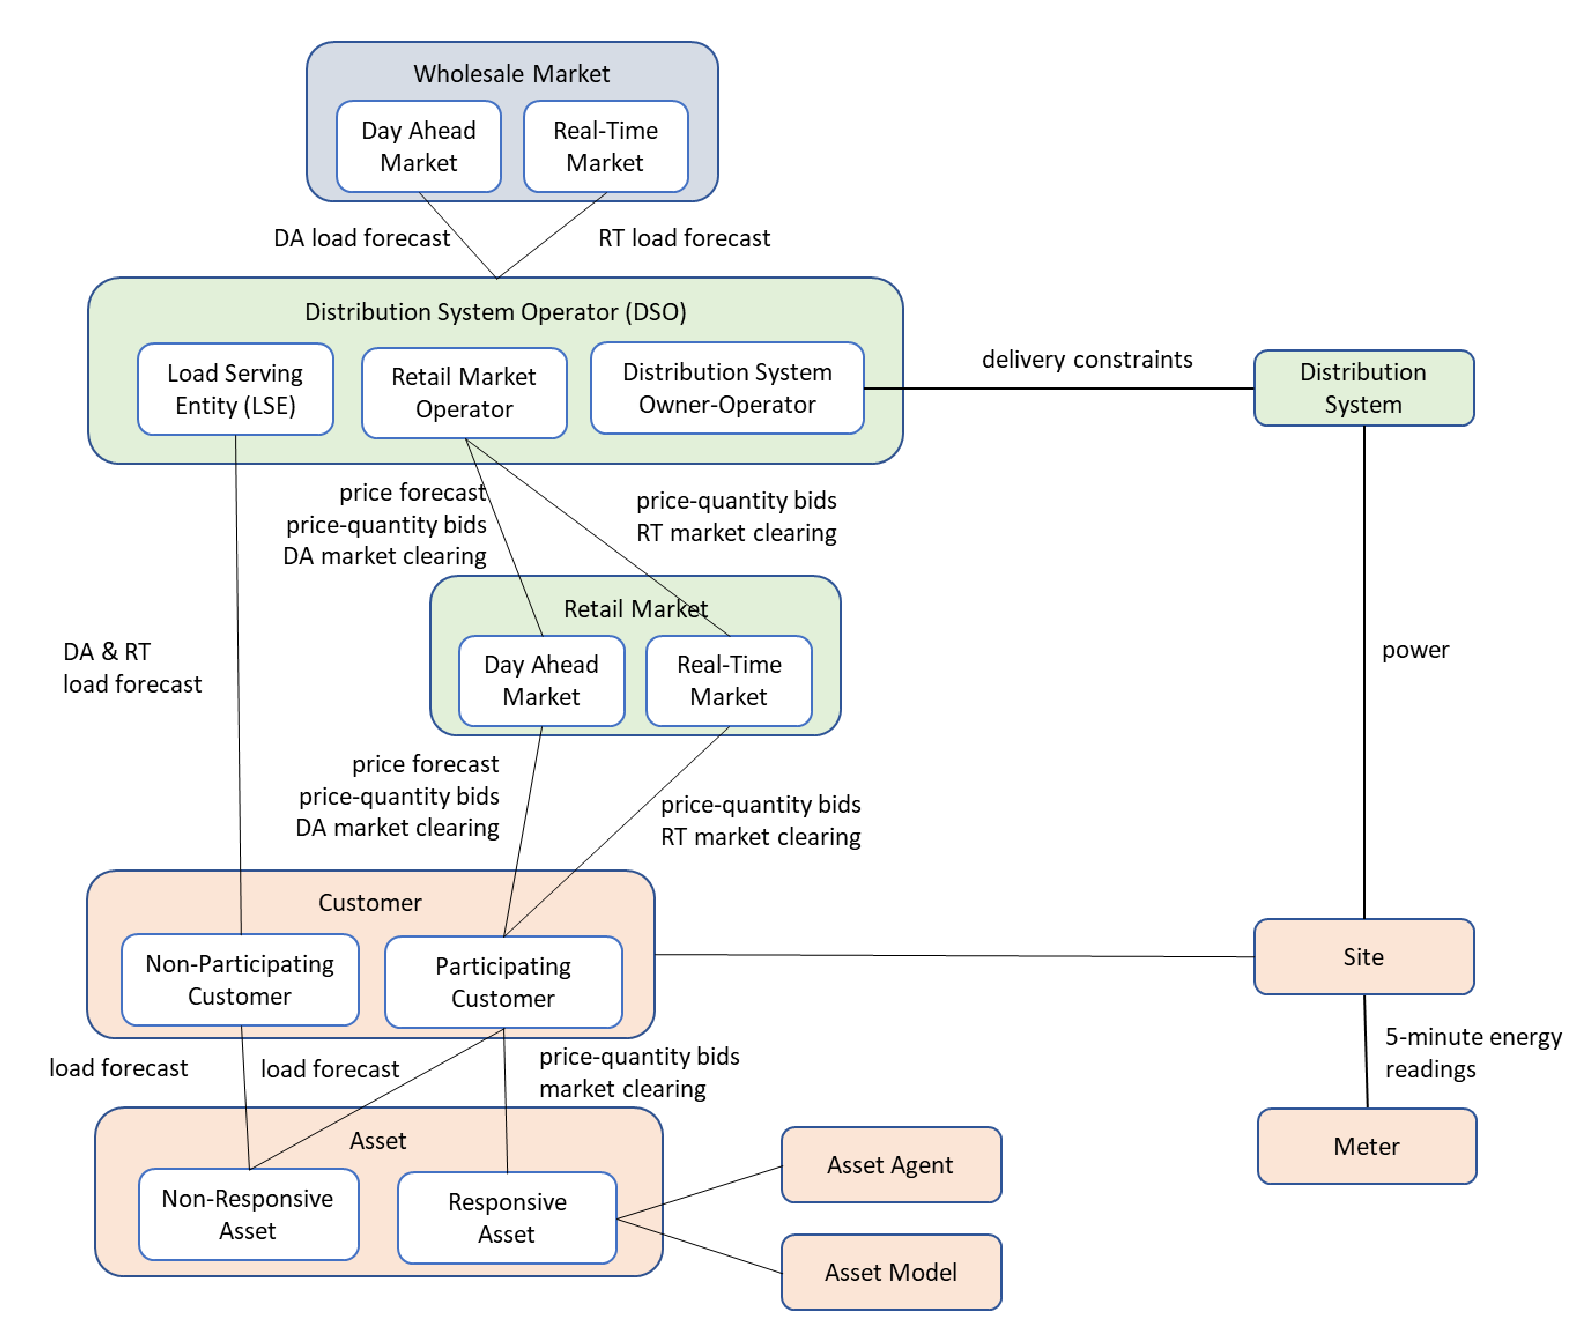 Wholesale Market
Day Ahead
Market
Real-Time
Market
DA load forecast
RT load forecast
Distribution System Operator (DSO)
Load Serving
Entity (LSE)
Retail Market
Operator
Distribution System
Owner-Operator
delivery constraints
Distribution
System
price forecast
price-quantity bids
DA market clearing
price-quantity bids
RT market clearing
Retail Market
Day Ahead
Market
Real-Time
Market
DA & RT
load forecast
power
price forecast
price-quantity bids
DA market clearing
price-quantity bids
RT market clearing
Customer
Non-Participating
Customer
Participating
Customer
Site
load forecast
load forecast
price-quantity bids
market clearing
5-minute energy
readings
Asset
Non-Responsive
Asset
Responsive
Asset
Asset Agent
Asset Model
Meter